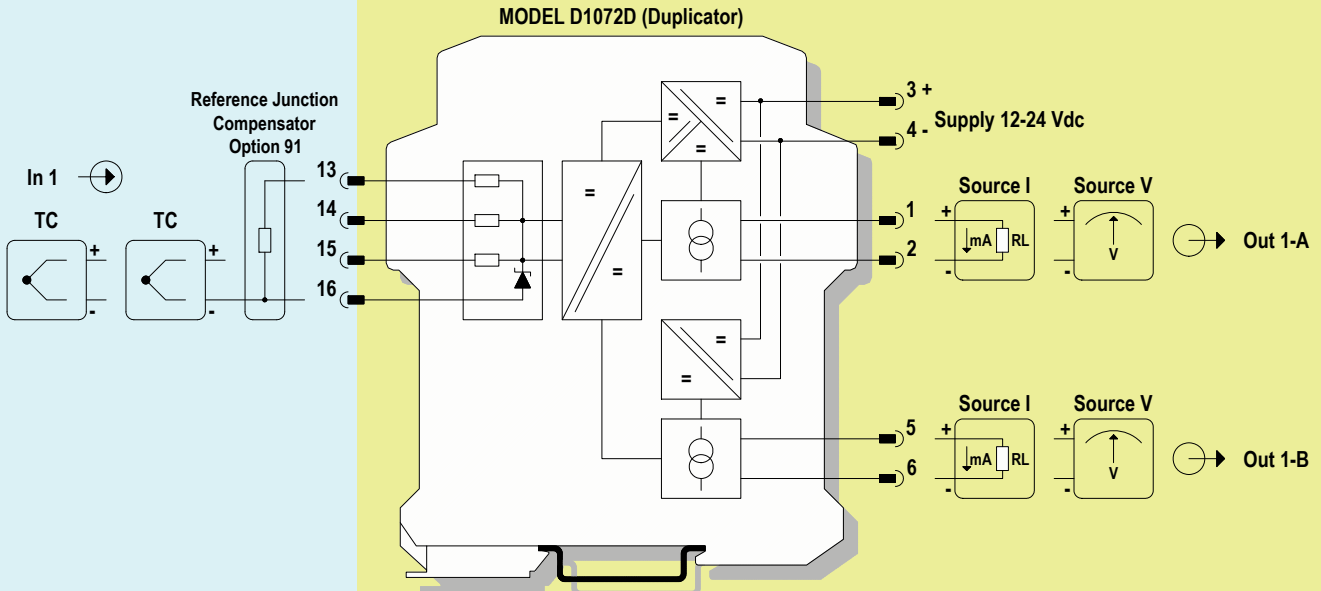 MODEL D1072D (Duplicator)
Reference Junction
Compensator
Option 91
In 1
TC
TC
+
-
+
-
13
14
15
16
=
=
=
=
=
=
=
3 +
4 -
Supply 12-24 Vdc
1
2
Source I
+
-
mA
RL
Source V
+
-
V
Out 1-A
5
6
Source I
+
-
mA
RL
Source V
+
-
V
Out 1-B